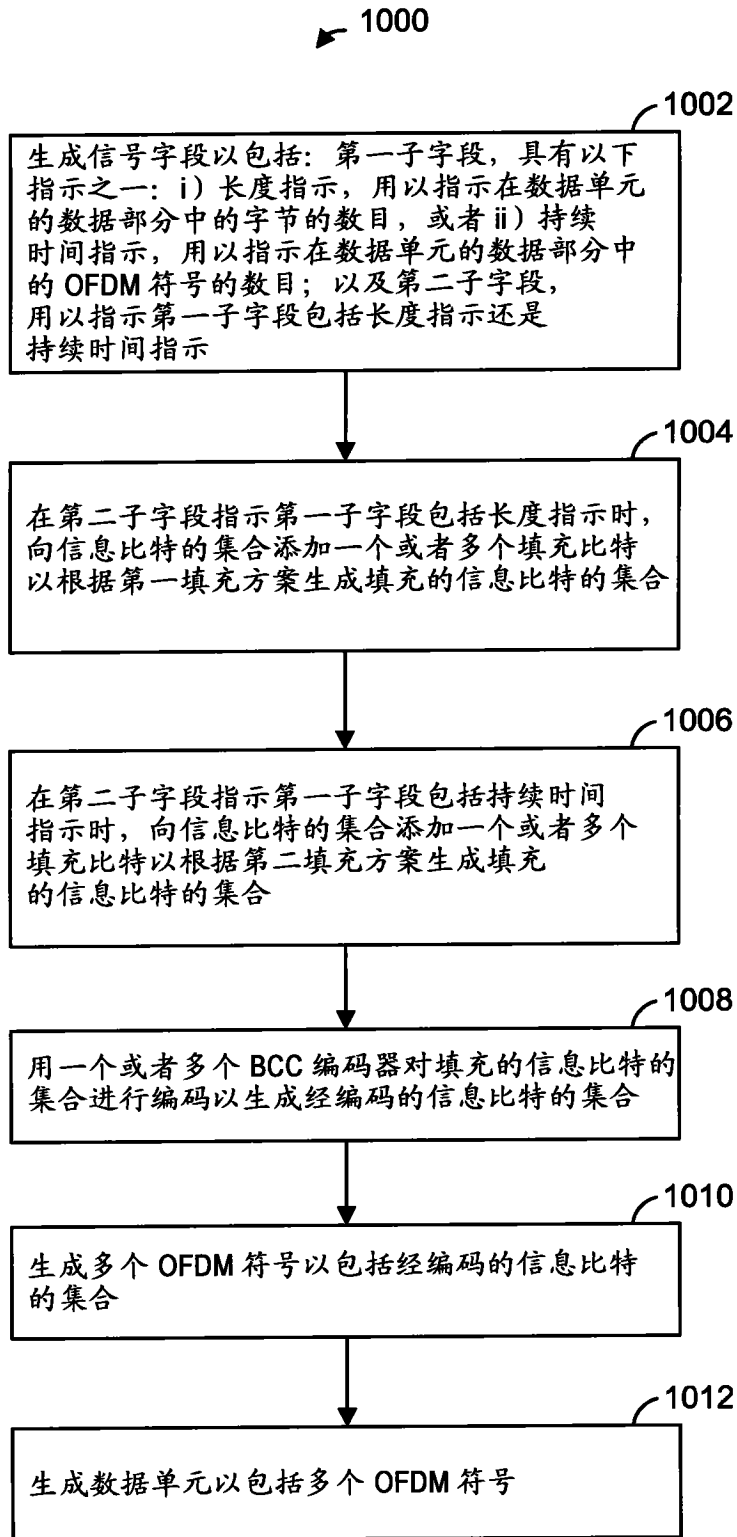 1000
1002
生成信号字段以包括：第一子字段，具有以下
指示之一：i）长度指示，用以指示在数据单元
的数据部分中的字节的数目，或者 ii）持续
时间指示，用以指示在数据单元的数据部分中
的 OFDM 符号的数目；以及第二子字段，
用以指示第一子字段包括长度指示还是
持续时间指示
1004
在第二子字段指示第一子字段包括长度指示时，
向信息比特的集合添加一个或者多个填充比特
以根据第一填充方案生成填充的信息比特的集合
1006
在第二子字段指示第一子字段包括持续时间
指示时，向信息比特的集合添加一个或者多个
填充比特以根据第二填充方案生成填充
的信息比特的集合
1008
用一个或者多个 BCC 编码器对填充的信息比特的
集合进行编码以生成经编码的信息比特的集合
1010
生成多个 OFDM 符号以包括经编码的信息比特
的集合
1012
生成数据单元以包括多个 OFDM 符号